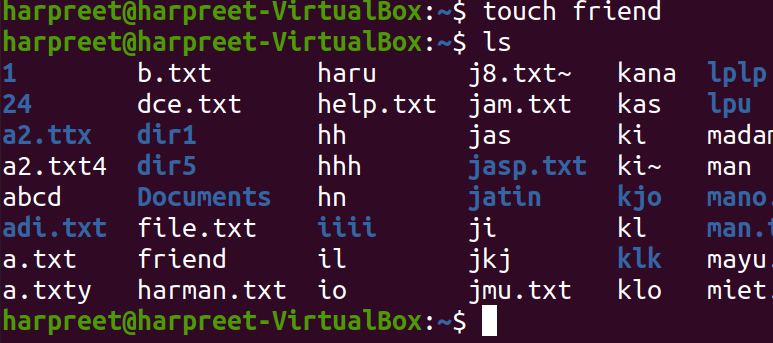 harpreet@harpreet-VirtualBox:~$ touch friend
harpreet@harpreet-VirtualBox:~$ ls
1 b.txt haru j8.txt~ kana lplp
24 dce.txt help.txt jam.txt kas lpu
a2.ttx dir1 hh jas ki madam
a2.txt4 dir5 hhh jasp.txt ki~ man
abcd Documents hn jatin kjo mano.
adi.txt file.txt iiii ji kl man.t
a.txt friend il jkj klk mayu.
a.txty harman.txt io jmu.txt klo miet.
harpreet@harpreet-VirtualBox:~$